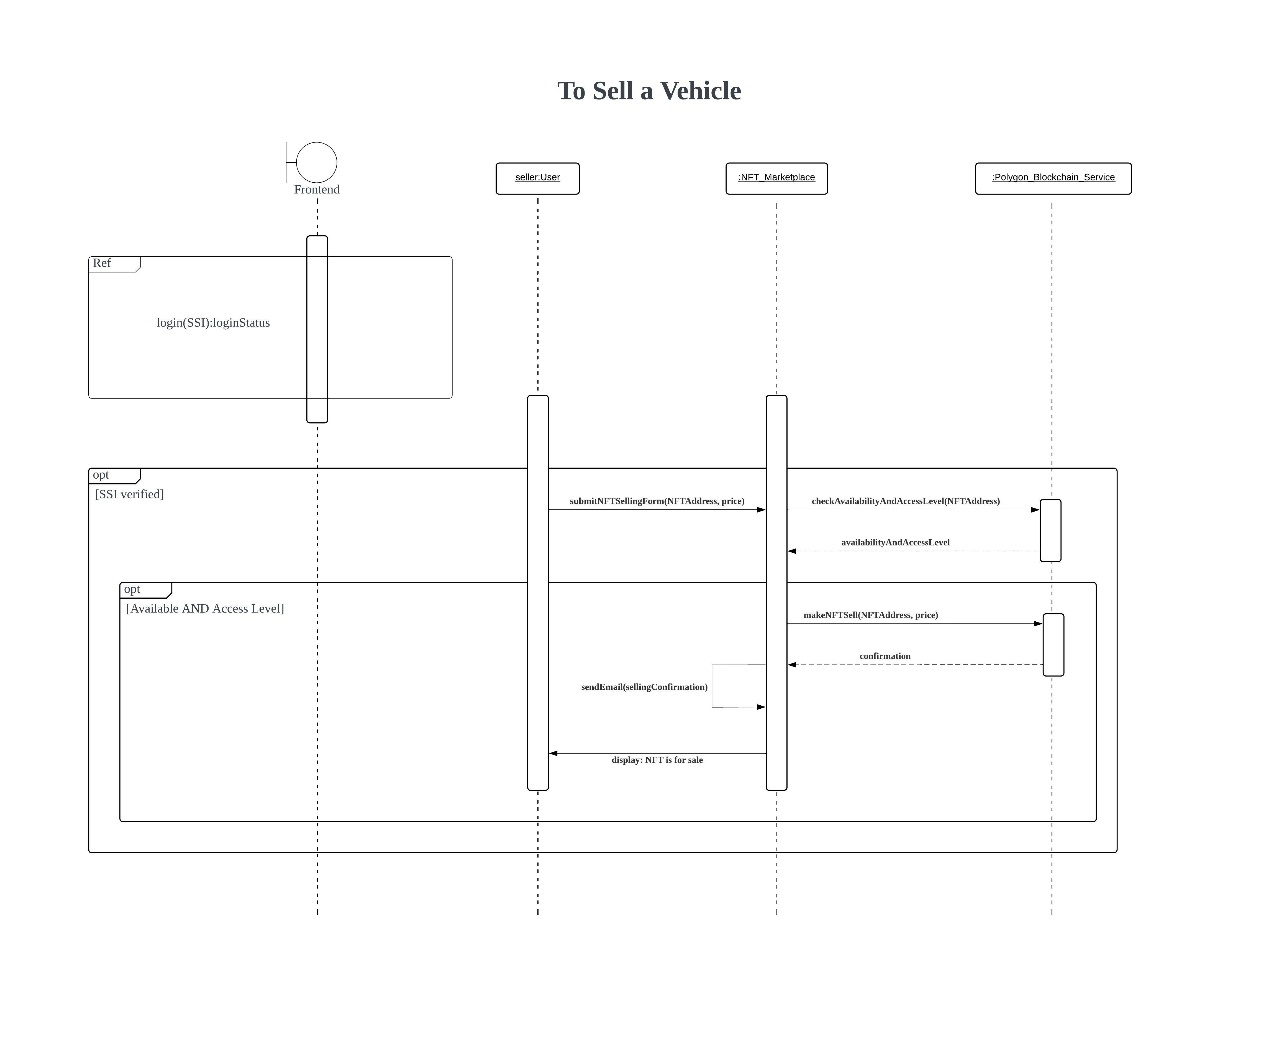 To Sell a Vehicle
Frontend
seller:User
:NFT_Marketplace
:Polygon_Blockchain_Service
Ref
login(SSI):loginStatus
opt
[SSI verified]
submitNFTSellingForm(NFTAddress, price)
checkAvailabilityAndAccessLevel(NFTAddress)
availabilityAndAccessLevel
opt
[Available AND Access Level]
makeNFTSell(NFTAddress, price)
confirmation
sendEmail(sellingConfirmation)
display: NFT is for sale